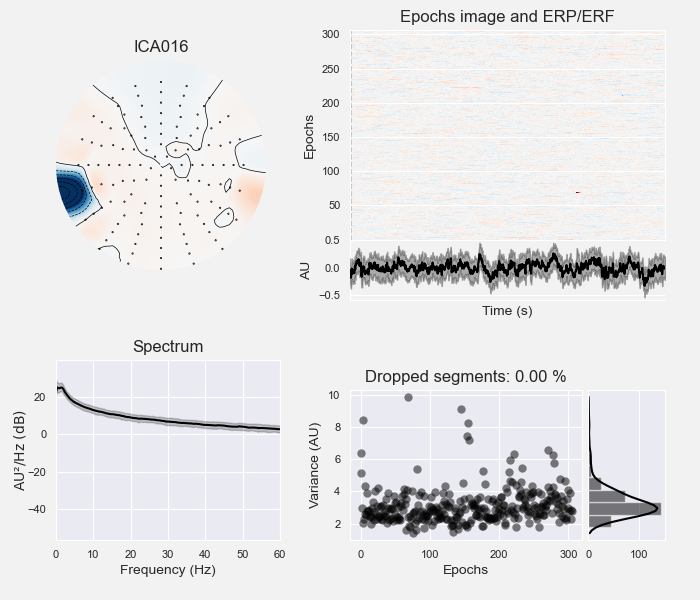 ICA016
Epochs image and ERP/ERF
300
250
200
150
100
50
Epochs
0.5
0.0
−0.5
AU
Time (s)
Spectrum
20
0
−20
−40
AU²/Hz (dB)
0 10 20 30 40 50 60
Frequency (Hz)
Dropped segments: 0.00 %
10
8
6
4
2
Variance (AU)
0 100 200 300
Epochs
0 100